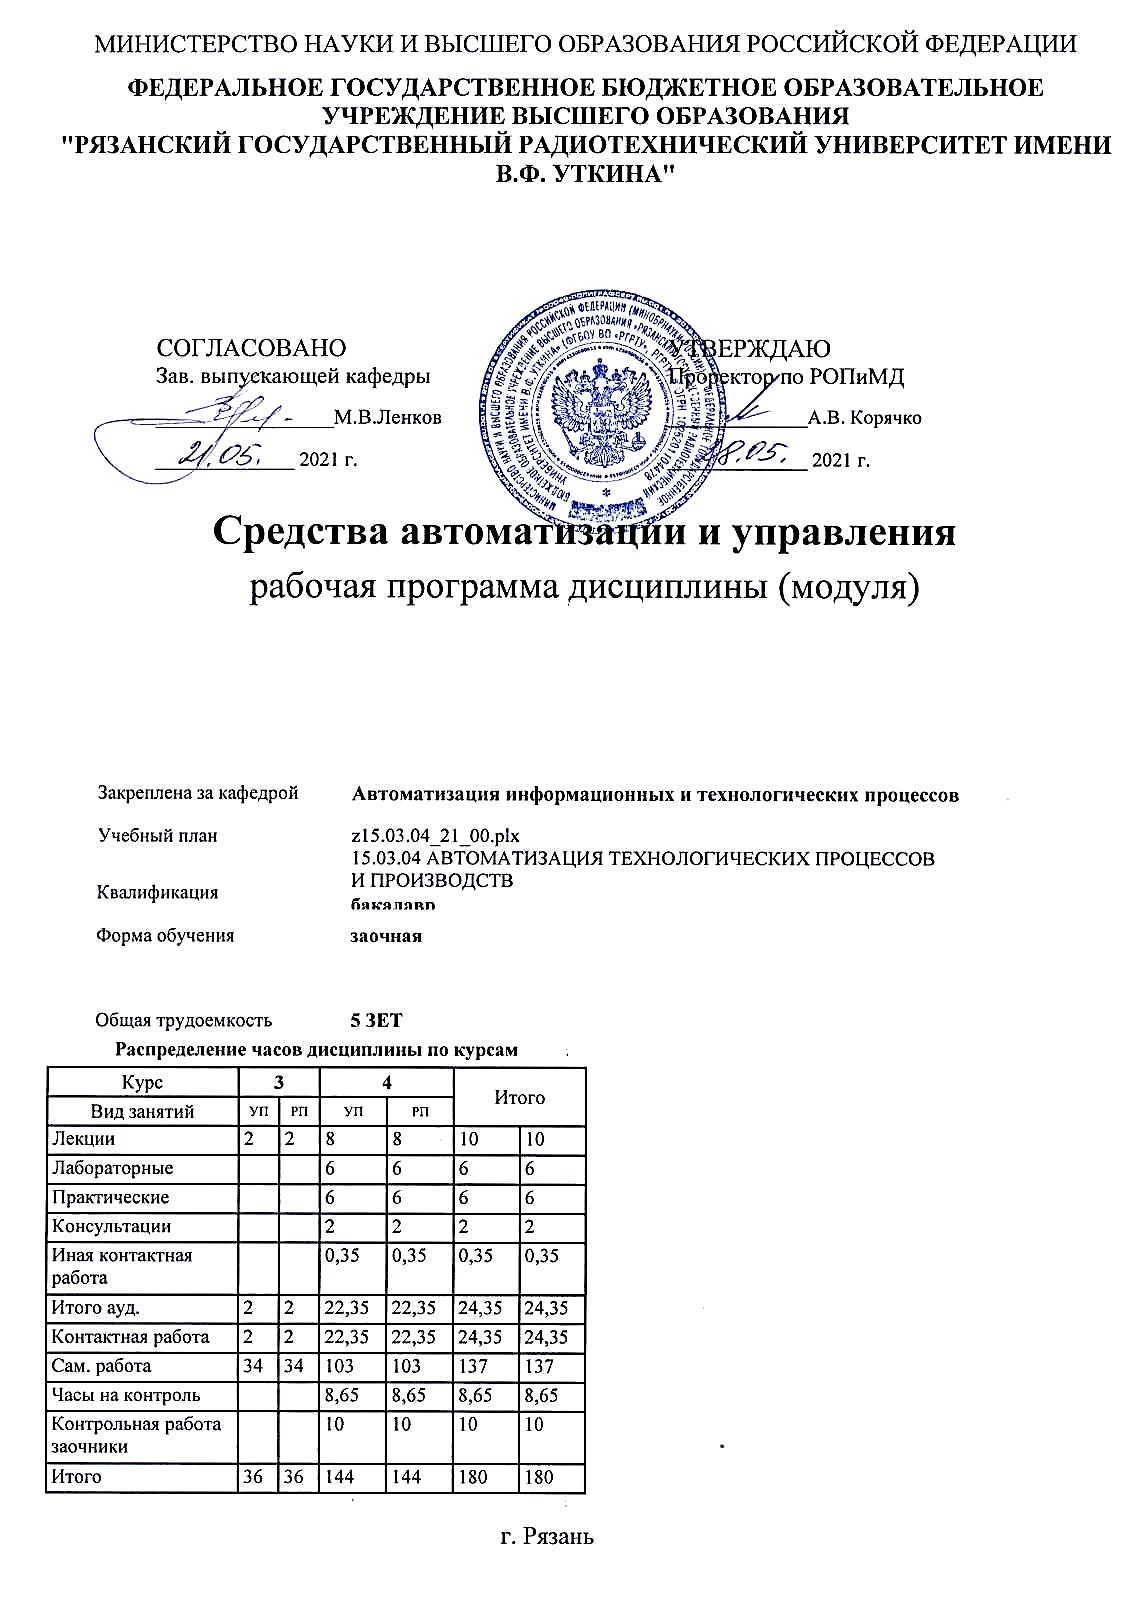 МИНИСТЕРСТВО НАУКИ И ВЫСШЕГО ОБРАЗОВАНИЯ РОССИЙСКОЙ ФЕДЕРАЦИИ
ФЕДЕРАЛЬНОЕ ГОСУДАРСТВЕННОЕ БЮДЖЕТНОЕ ОБРАЗОВАТЕЛЬНОЕ
УЧРЕЖДЕНИЕ ВЫСШЕГО ОБРАЗОВАНИЯ
"РЯЗАНСКИЙ ГОСУДАРСТВЕННЫЙ РАДИОТЕХНИЧЕСКИЙ УНИВЕРСИТЕТ ИМЕНИ
В.Ф. УТКИНА"
СОГЛАСОВАНО
Зав. выпускающей кафедры
М.В.Ленков
21.05. 2021 г.
УТВЕРЖДАЮ
Проректор по РОПиМД
А.В. Корячко
28.05. 2021 г.
Средства автоматизации и управления
рабочая программа дисциплины (модуля)
Закреплена за кафедрой Автоматизация информационных и технологических процессов
Учебный план z15.03.04_21_00.plx
15.03.04 АВТОМАТИЗАЦИЯ ТЕХНОЛОГИЧЕСКИХ ПРОЦЕССОВ
И ПРОИЗВОДСТВ
Квалификация бакалавр
Форма обучения заочная
Общая трудоемкость 5 ЗЕТ
Распределение часов дисциплины по курсам
Курс 3 4 Итого
Вид занятий УП РП УП РП
Лекции 2 2 8 8 10 10
Лабораторные 6 6 6 6
Практические 6 6 6 6
Консультации 2 2 2 2
Иная контактная
работа 0,35 0,35 0,35 0,35
Итого ауд. 2 2 22,35 22,35 24,35 24,35
Контактная работа 2 2 22,35 22,35 24,35 24,35
Сам. работа 34 34 103 103 137 137
Часы на контроль 8,65 8,65 8,65 8,65
Контрольная работа
заочники 10 10 10 10
Итого 36 36 144 144 180 180
г. Рязань